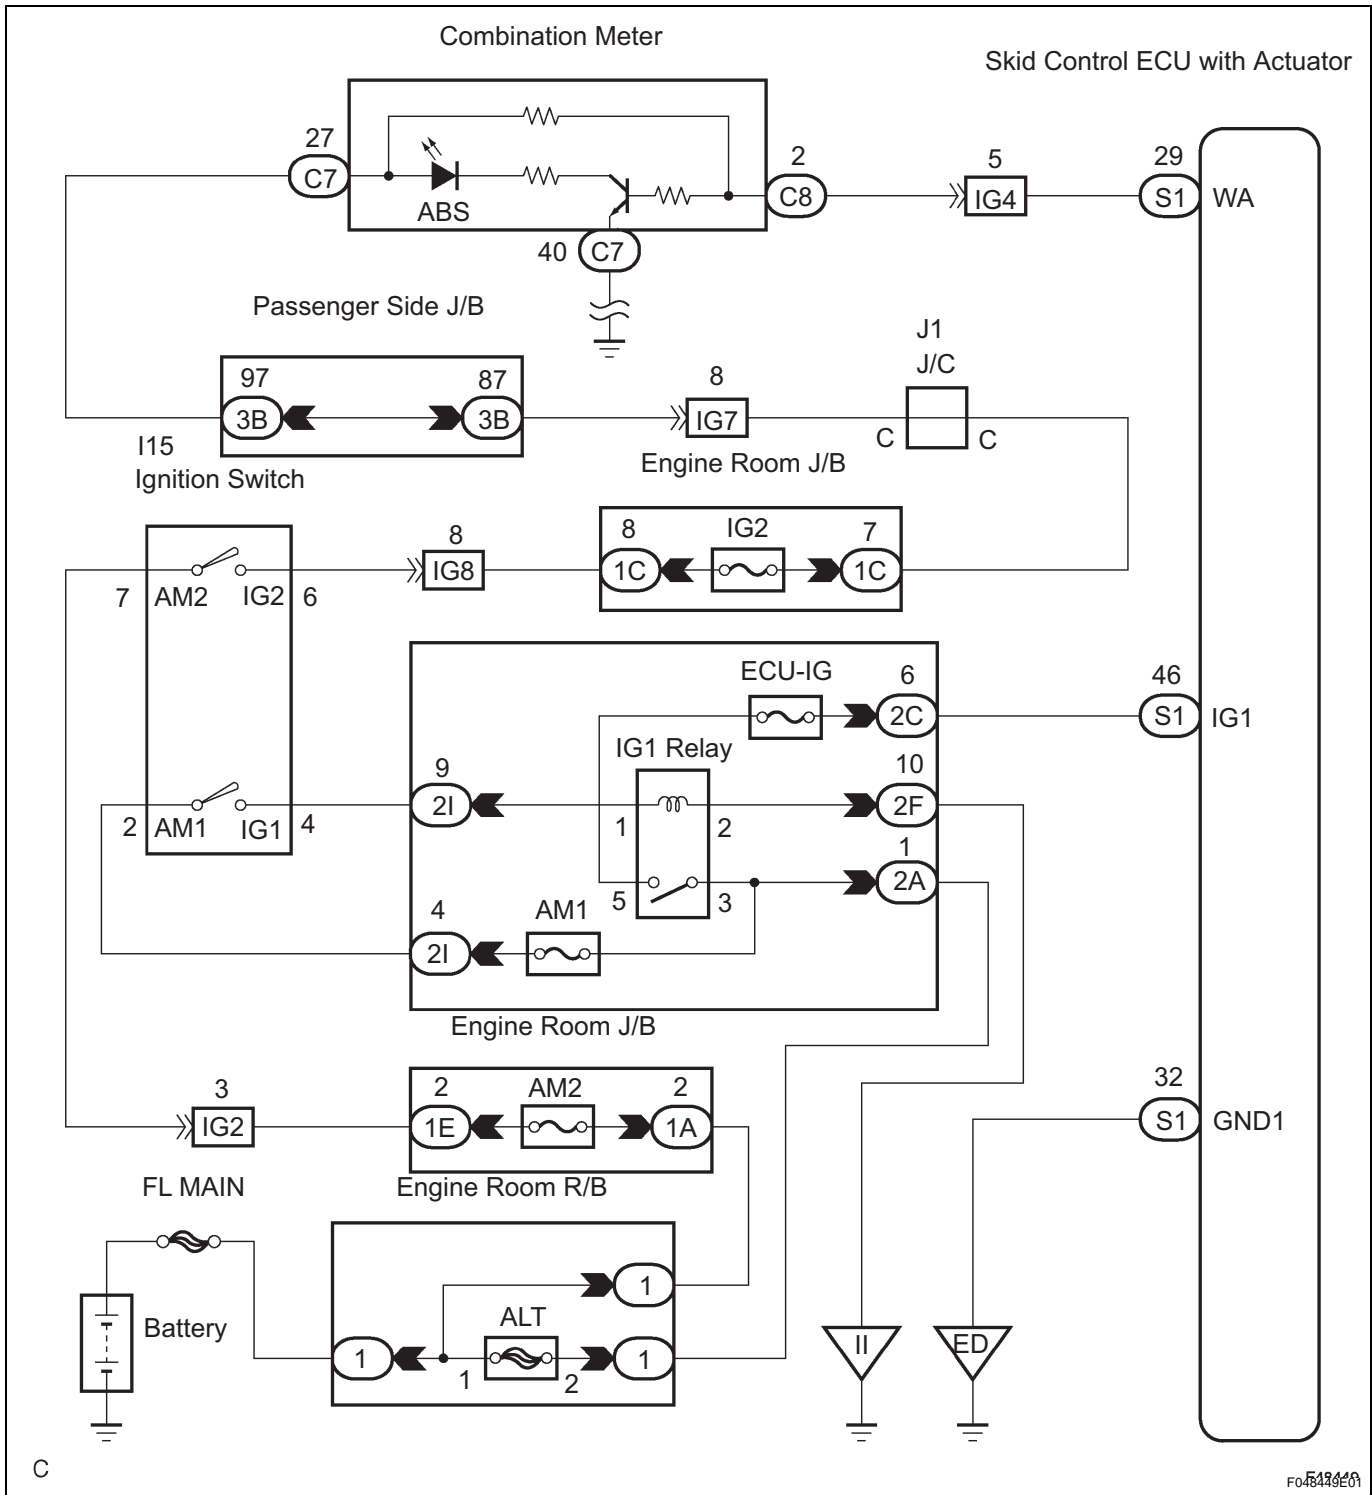 Combination Meter
Skid Control ECU with Actuator
27
C7
ABS
2
C8
5
IG4
29
S1
WA
40
C7
Passenger Side J/B
J1
J/C
97
3B
87
3B
8
IG7
C
C
I15
Ignition Switch
Engine Room J/B
8
IG8
8
1C
IG2
7
1C
7
AM2
IG2
6
ECU-IG
6
2C
46
S1
IG1
IG1 Relay
9
2I
1
2
10
2F
2
AM1
IG1
4
1
2A
5
3
4
2I
AM1
Engine Room J/B
3
IG2
2
1E
AM2
2
1A
32
S1
GND1
FL MAIN
Engine Room R/B
1
Battery
ALT
1
1
2
1
II
ED
C
F048449E01